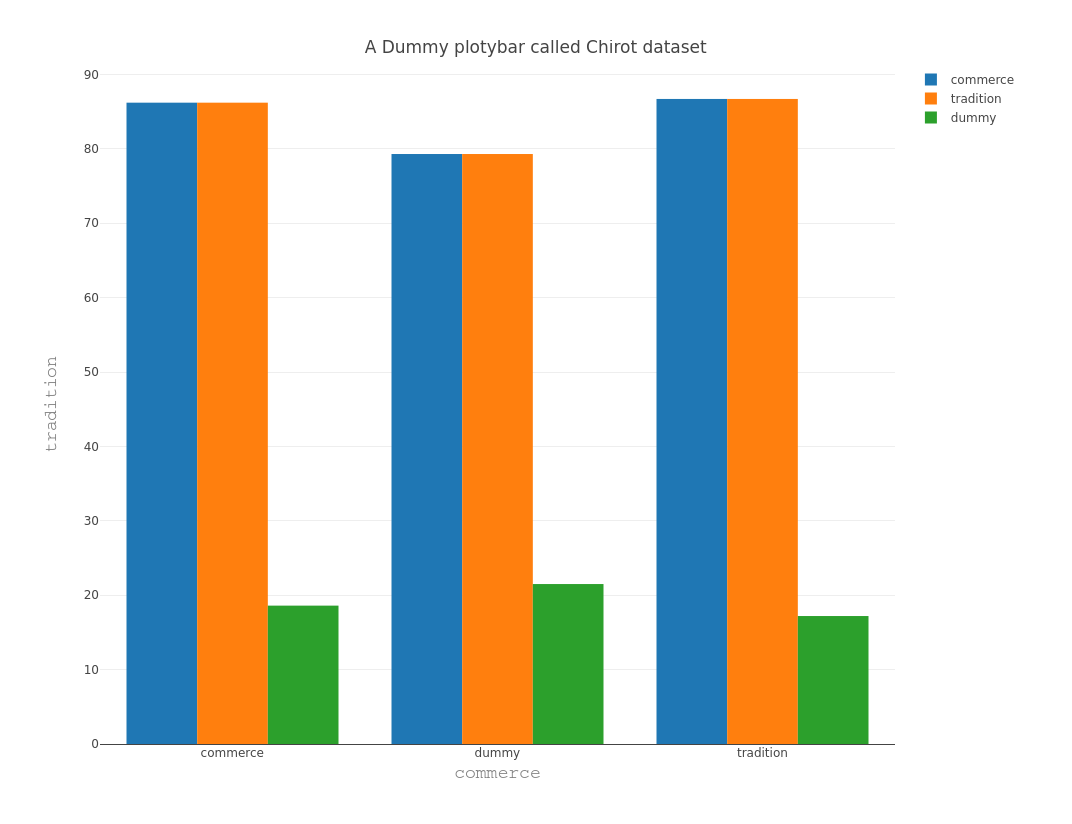 A Dummy plotybar called Chirot dataset
commerce
tradition
dummy
90
80
70
60
50
40
30
20
10
0
tradition
commerce
dummy
tradition
commerce